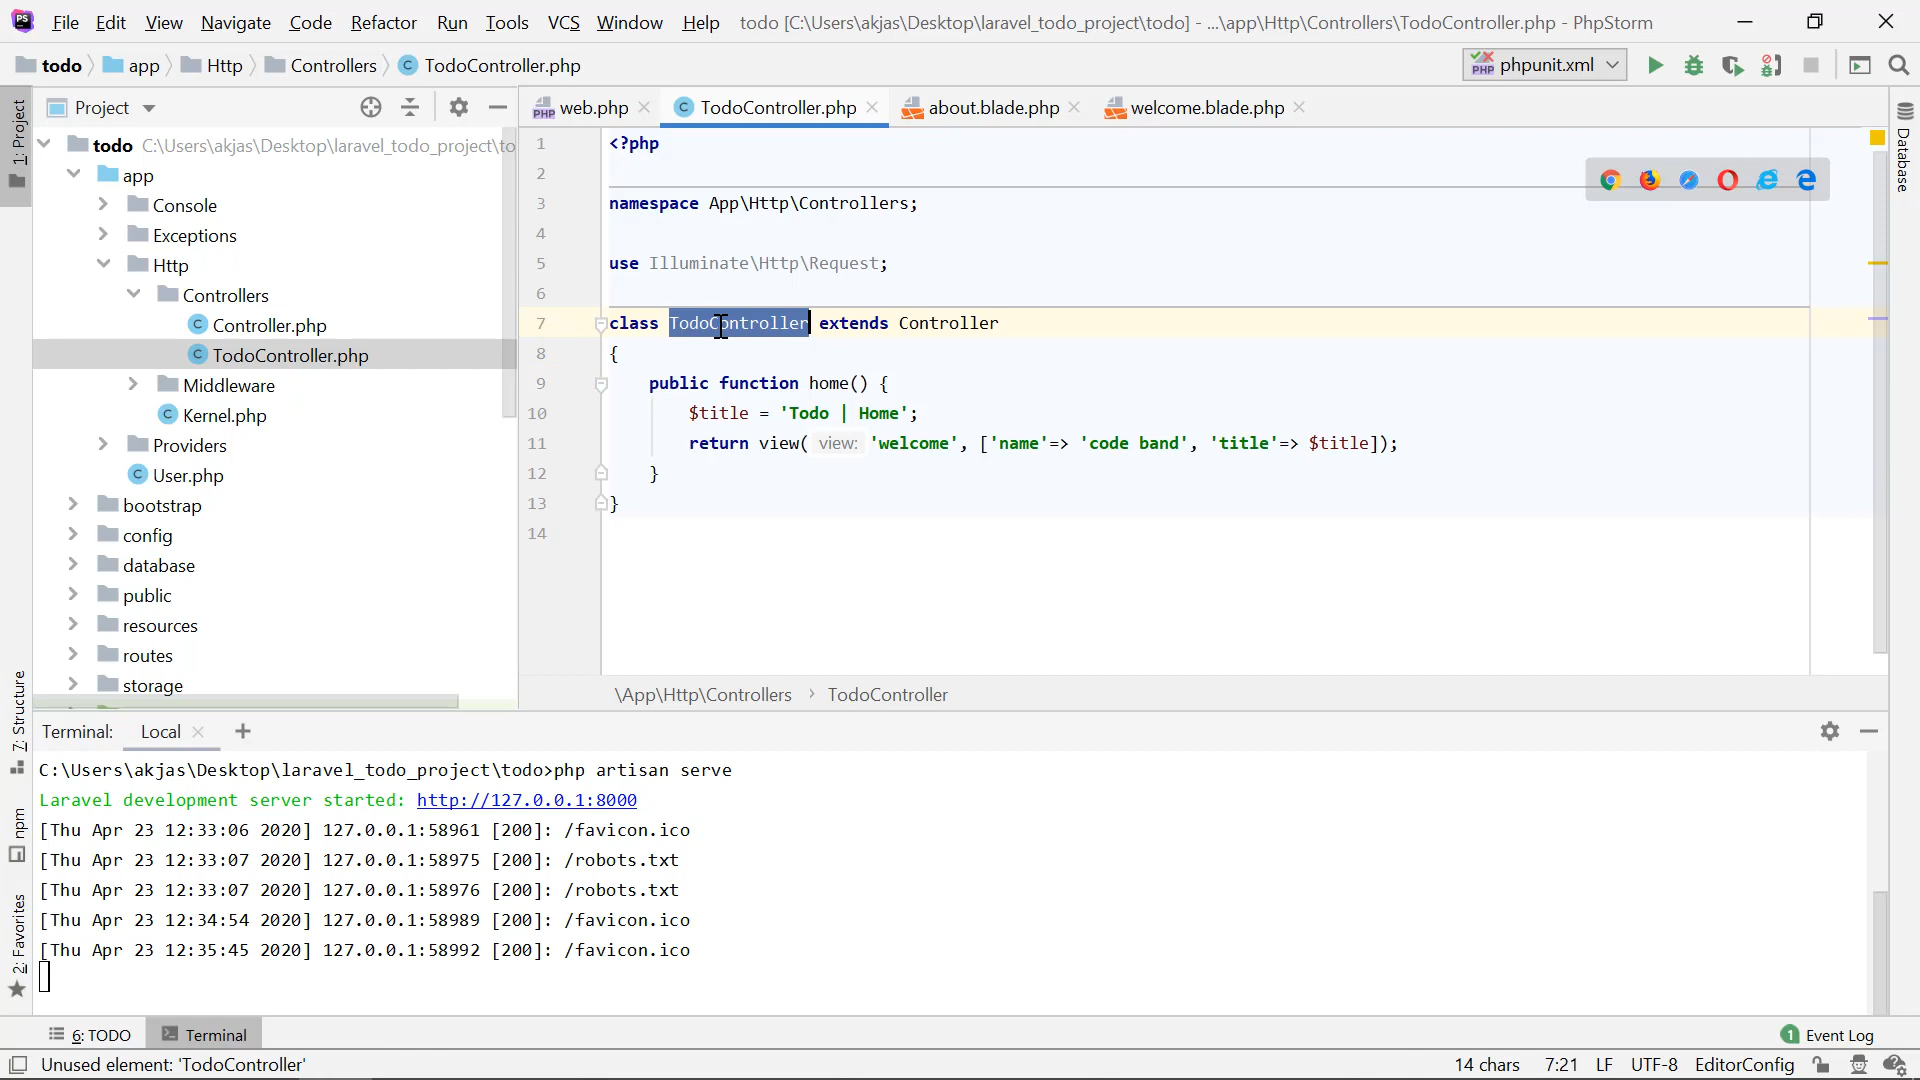 File Edit View Navigate Code Refactor Run Tools VCS Window Help todo [C:\Users\akjas\Desktop\laravel_todo_project\todo] - ...\app\Http\Controllers\TodoController.php - PhpStorm
todo app Http Controllers TodoController.php phpunit.xml
1: Project
Project
web.php TodoController.php about.blade.php welcome.blade.php
todo C:\Users\akjas\Desktop\laravel_todo_project\to
app
Console
Exceptions
Http
Controllers
Controller.php
TodoController.php
Middleware
Kernel.php
Providers
User.php
bootstrap
config
database
public
resources
routes
storage
1 <?php
2
3 namespace App\Http\Controllers;
4
5 use Illuminate\Http\Request;
6
7 class TodoController extends Controller
8 {
9 public function home() {
10 $title = 'Todo | Home';
11 return view( view: 'welcome', ['name'=> 'code band', 'title'=> $title]);
12 }
13 }
14
\App\Http\Controllers › TodoController
Database
7: Structure
npm
2: Favorites
Terminal: Local
C:\Users\akjas\Desktop\laravel_todo_project\todo>php artisan serve
Laravel development server started: http://127.0.0.1:8000
[Thu Apr 23 12:33:06 2020] 127.0.0.1:58961 [200]: /favicon.ico
[Thu Apr 23 12:33:07 2020] 127.0.0.1:58975 [200]: /robots.txt
[Thu Apr 23 12:33:07 2020] 127.0.0.1:58976 [200]: /robots.txt
[Thu Apr 23 12:34:54 2020] 127.0.0.1:58989 [200]: /favicon.ico
[Thu Apr 23 12:35:45 2020] 127.0.0.1:58992 [200]: /favicon.ico
6: TODO Terminal 1 Event Log
Unused element: 'TodoController' 14 chars 7:21 LF UTF-8 EditorConfig